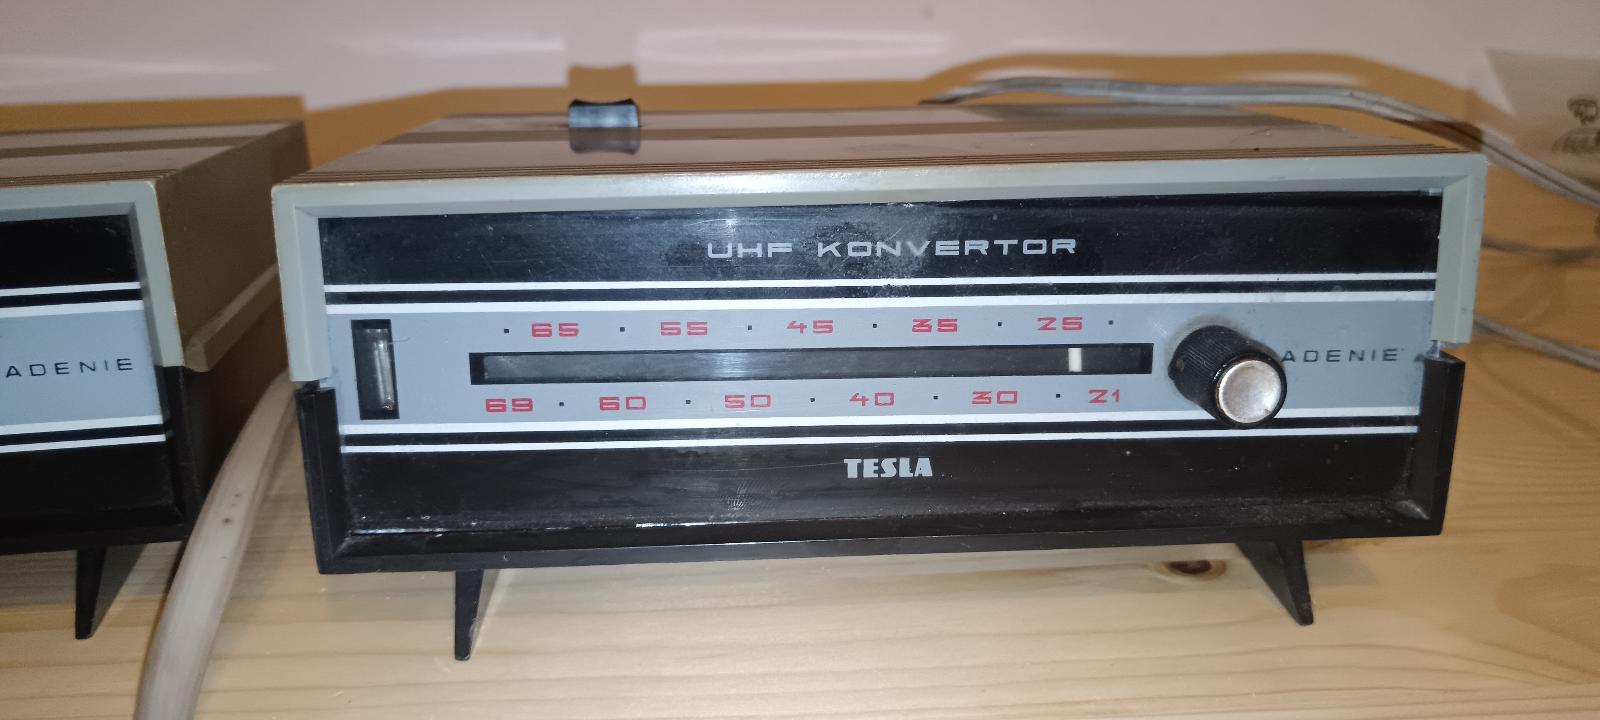 UHF KONVERTOR
65 55 45 35 25
69 60 50 40 30 21
ADENIE
TESLA
ADENIE